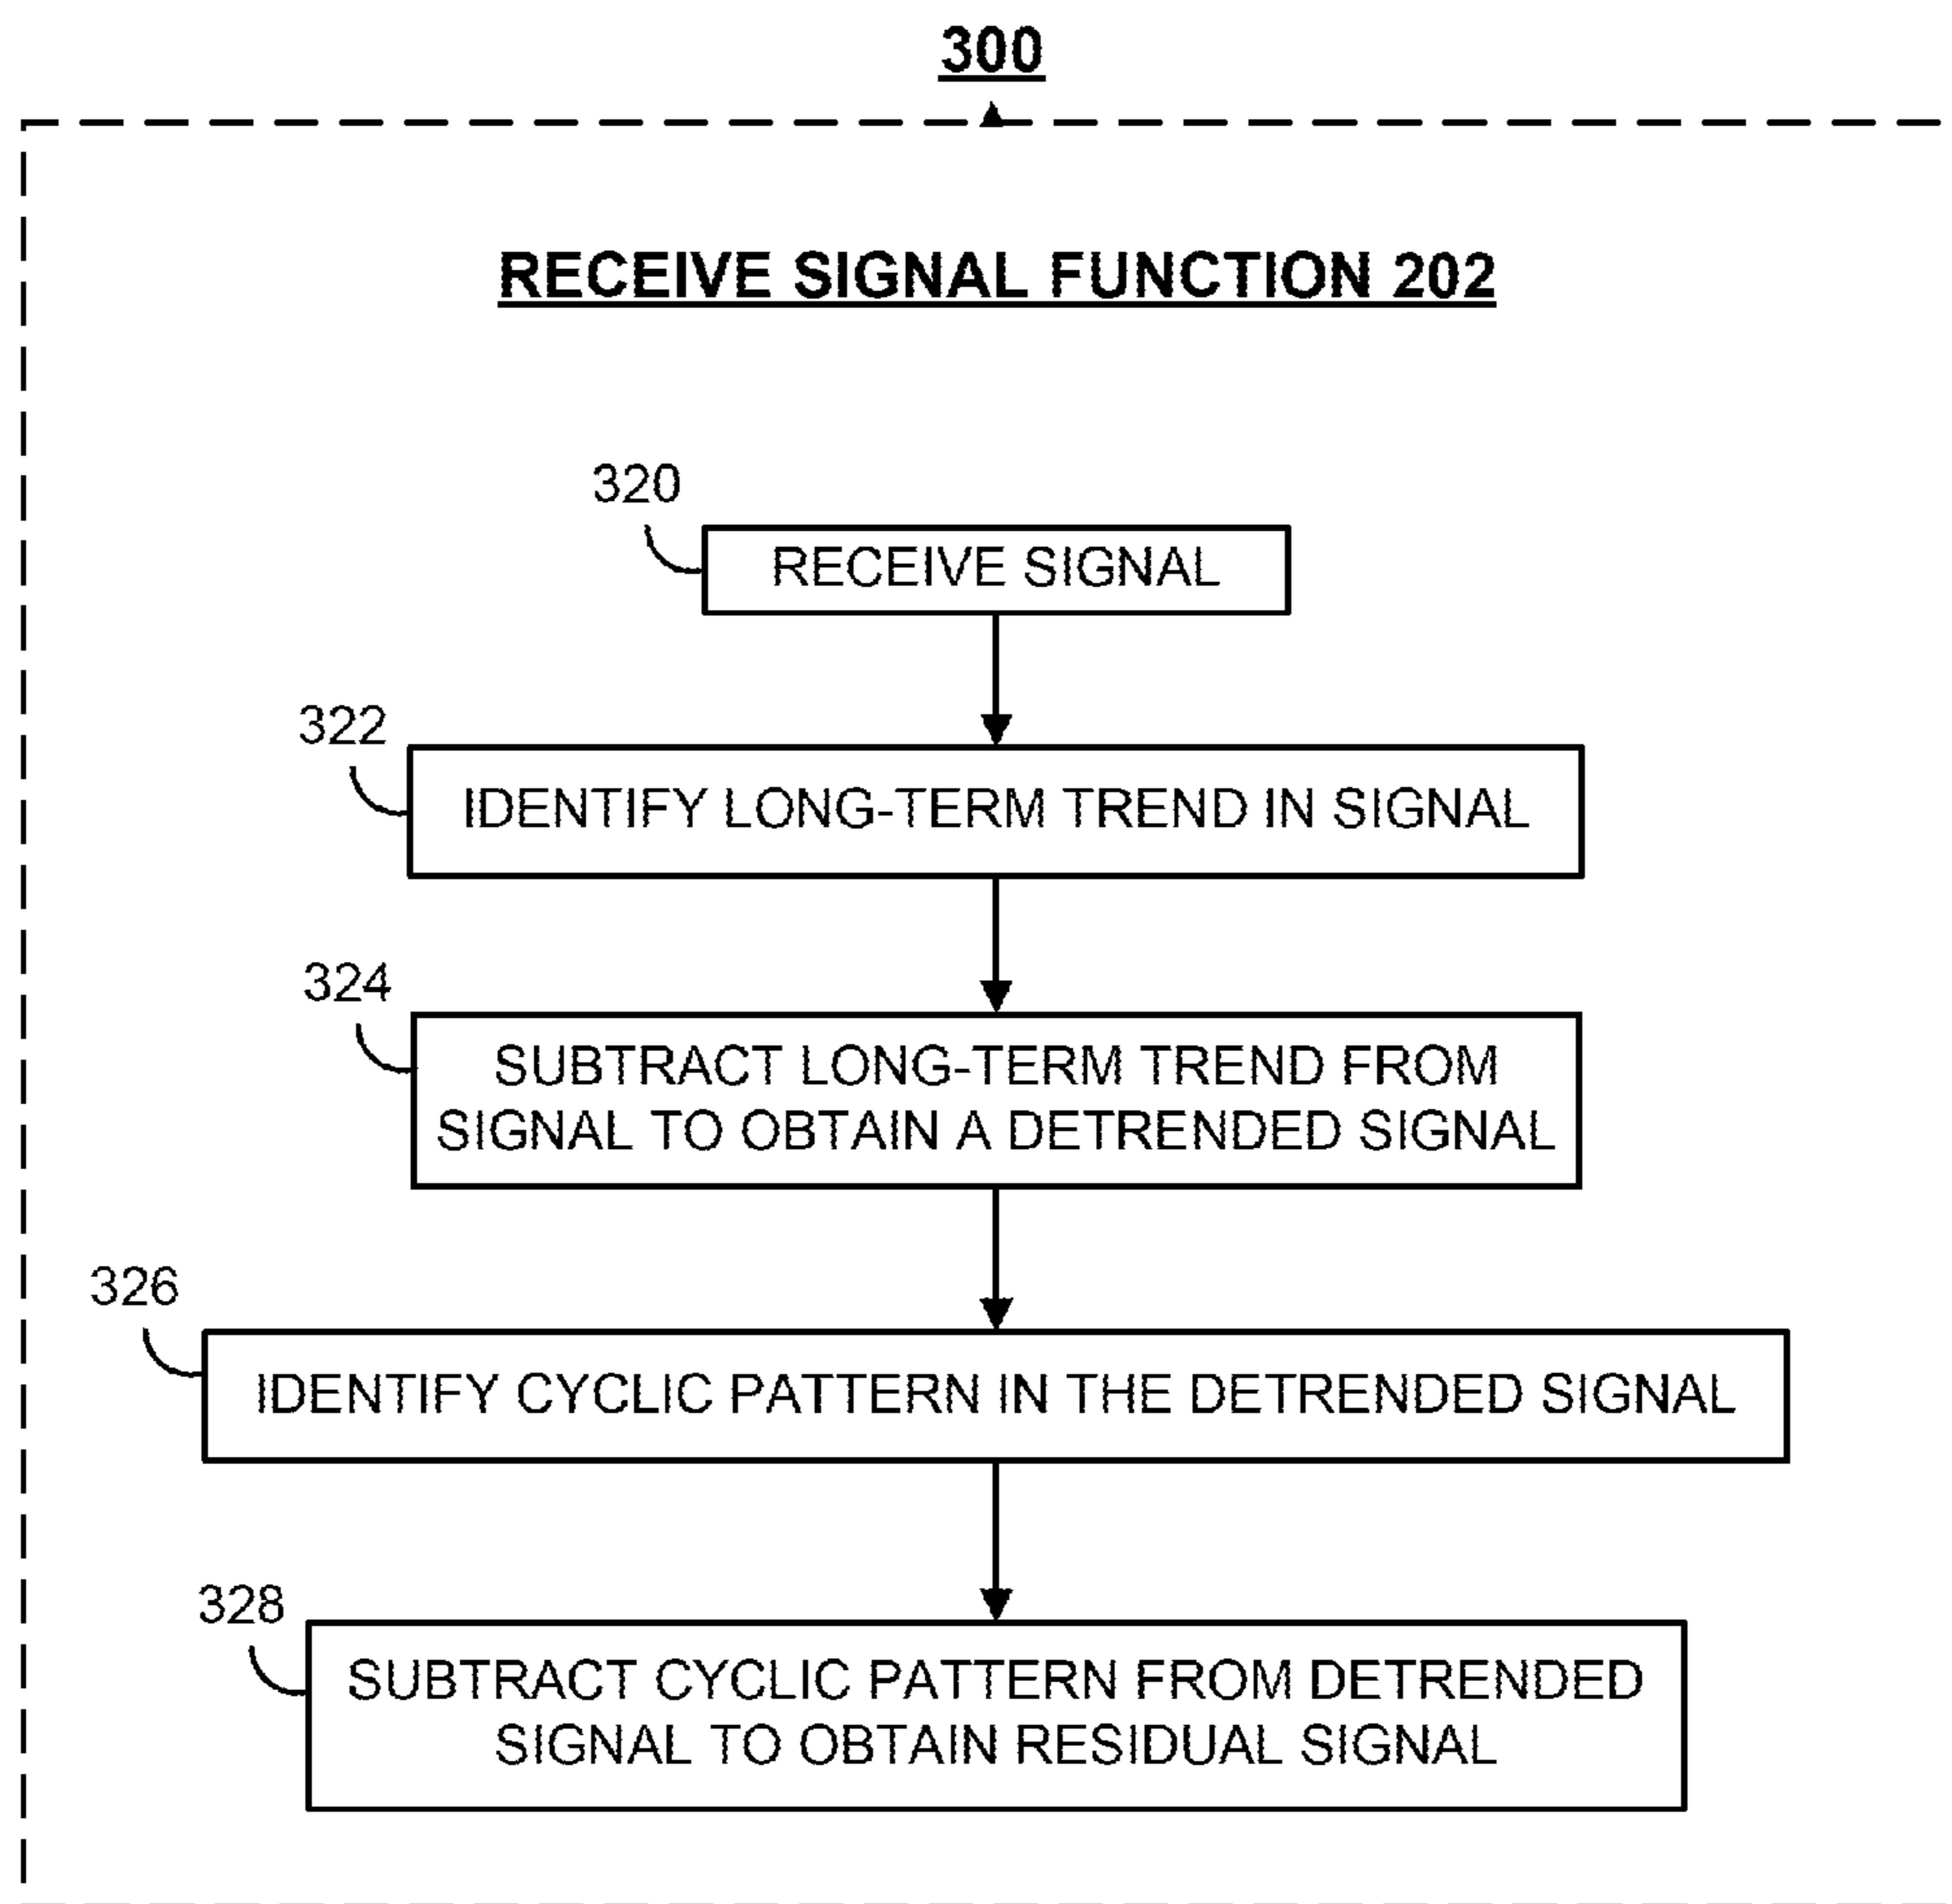 300
RECEIVE SIGNAL FUNCTION 202
320
RECEIVE SIGNAL
322
IDENTIFY LONG-TERM TREND IN SIGNAL
324
SUBTRACT LONG-TERM TREND FROM
SIGNAL TO OBTAIN A DETRENDED SIGNAL
326
IDENTIFY CYCLIC PATTERN IN THE DETRENDED SIGNAL
328
SUBTRACT CYCLIC PATTERN FROM DETRENDED
SIGNAL TO OBTAIN RESIDUAL SIGNAL